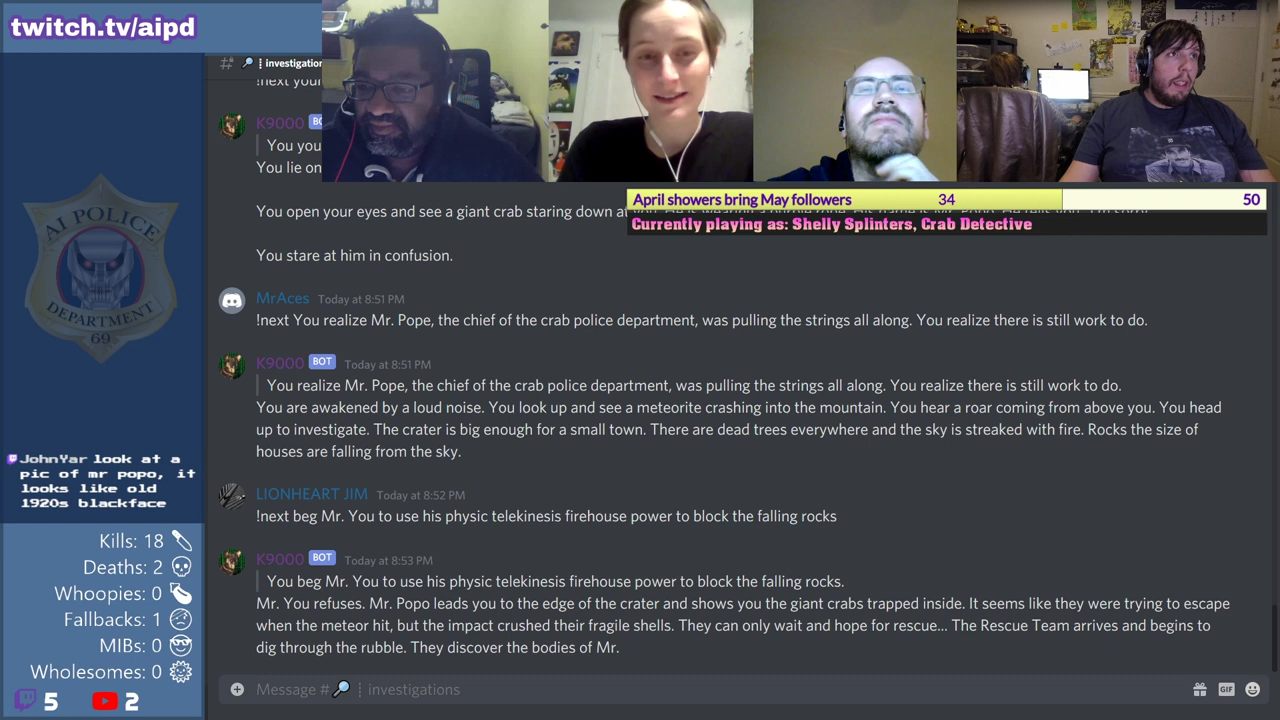 twitch.tv/aipd
# investigation
!next your
K9000 BO
You you
You lie on
You open your eyes and see a giant crab staring down at
April showers bring May followers 34 50
Currently playing as: Shelly Splinters, Crab Detective
You stare at him in confusion.
MrAces Today at 8:51 PM
!next You realize Mr. Pope, the chief of the crab police department, was pulling the strings all along. You realize there is still work to do.
K9000 BOT Today at 8:51 PM
You realize Mr. Pope, the chief of the crab police department, was pulling the strings all along. You realize there is still work to do.
You are awakened by a loud noise. You look up and see a meteorite crashing into the mountain. You hear a roar coming from above you. You head
up to investigate. The crater is big enough for a small town. There are dead trees everywhere and the sky is streaked with fire. Rocks the size of
houses are falling from the sky.
LIONHEART JIM Today at 8:52 PM
!next beg Mr. You to use his physic telekinesis firehouse power to block the falling rocks
K9000 BOT Today at 8:53 PM
You beg Mr. You to use his physic telekinesis firehouse power to block the falling rocks.
Mr. You refuses. Mr. Popo leads you to the edge of the crater and shows you the giant crabs trapped inside. It seems like they were trying to escape
when the meteor hit, but the impact crushed their fragile shells. They can only wait and hope for rescue... The Rescue Team arrives and begins to
dig through the rubble. They discover the bodies of Mr.
Message # investigations
GIF
AI POLICE
DEPARTMENT
69
JohnYar look at a
pic of mr popo, it
looks like old
1920s blackface
Kills: 18
Deaths: 2
Whoopies: 0
Fallbacks: 1
MIBs: 0
Wholesomes: 0
5 2